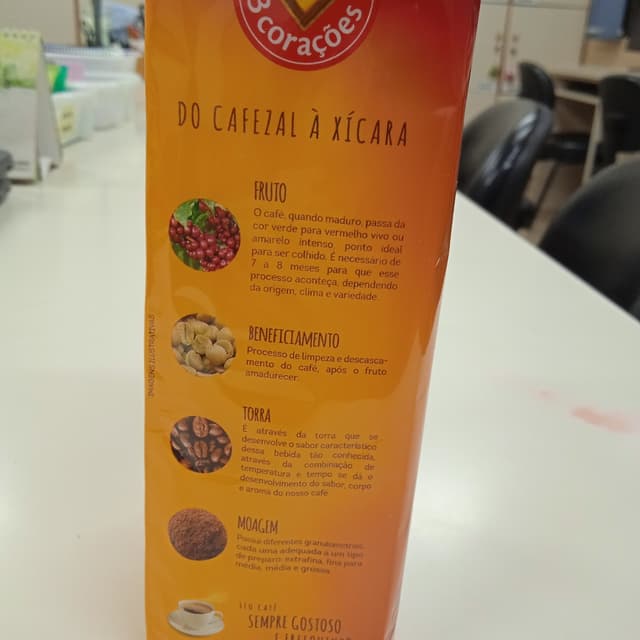 3 corações
DO CAFEZAL À XÍCARA
FRUTO
O café, quando maduro, passa da
cor verde para vermelho vivo ou
amarelo intenso, ponto ideal
para ser colhido. É necessário de
7 a 8 meses para que esse
processo aconteça, dependendo
da origem, clima e variedade.
BENEFICIAMENTO
Processo de limpeza e descasca-
mento do café, após o fruto
amadurecer.
IMAGENS ILUSTRATIVAS
TORRA
É através da torra que se
desenvolve o sabor característico
dessa bebida tão conhecida,
através da combinação de
temperatura e tempo se dá o
desenvolvimento do sabor, corpo
e aroma do nosso café.
MOAGEM
Possui diferentes granulometrias,
cada uma adequada a um tipo
de preparo: extrafina, fina para
média, média e grossa.
SEU CAFÉ
SEMPRE GOSTOSO